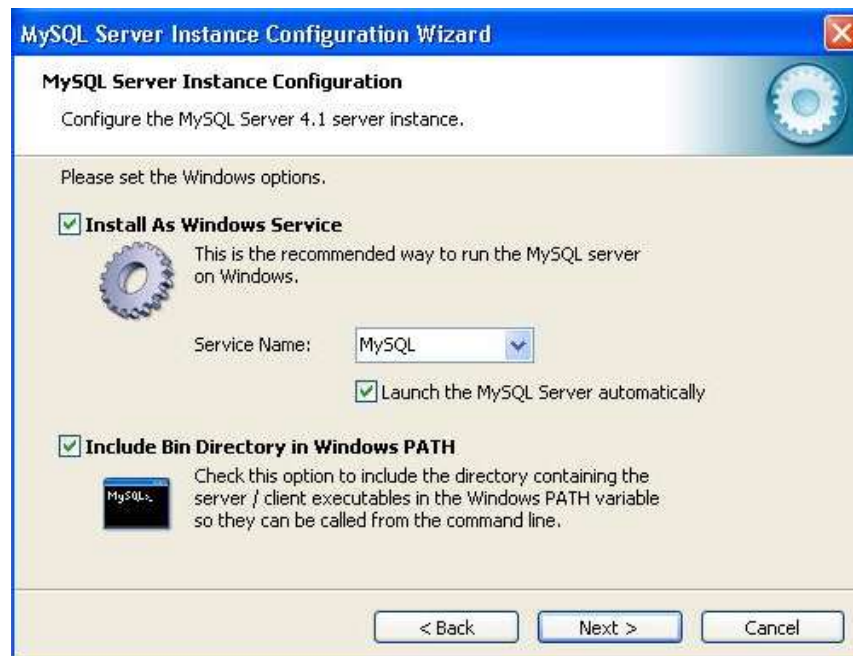 MySQL Server Instance Configuration Wizard
MySQL Server Instance Configuration
Configure the MySQL Server 4.1 server instance.
Please set the Windows options.
Install As Windows Service
This is the recommended way to run the MySQL server
on Windows.
Service Name: MySQL
Launch the MySQL Server automatically
Include Bin Directory in Windows PATH
MySQL>_
Check this option to include the directory containing the
server / client executables in the Windows PATH variable
so they can be called from the command line.
< Back Next > Cancel